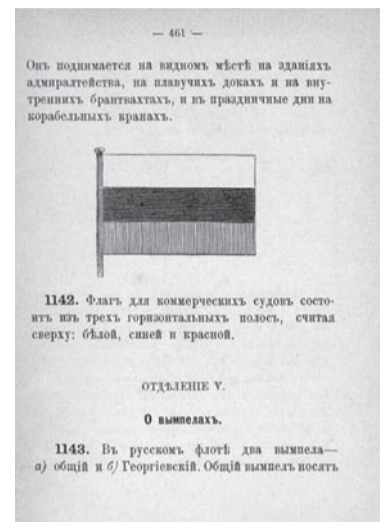 — 461 —
Онъ поднимается на видномъ мѣстѣ на зданіяхъ
адмиралтейства, на плавучихъ докахъ и на вну-
треннихъ брантвахтахъ, и въ праздничные дни на
корабельныхъ кранахъ.
1142. Флагъ для коммерческихъ судовъ состо-
итъ изъ трехъ горизонтальныхъ полосъ, считая
сверху: бѣлой, синей и красной.
ОТДѢЛЕНІЕ V.
О вымпелахъ.
1143. Въ русскомъ флотѣ два вымпела—
а) общій и б) Георгіевскій. Общій вымпелъ носятъ